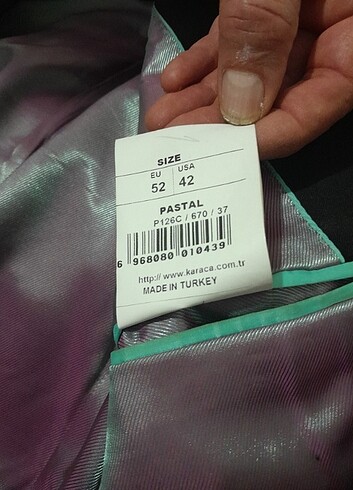 SIZE
EU USA
52 42
PASTAL
P126C / 670 / 37
6 968080 010439
http://www.karaca.com.tr
MADE IN TURKEY